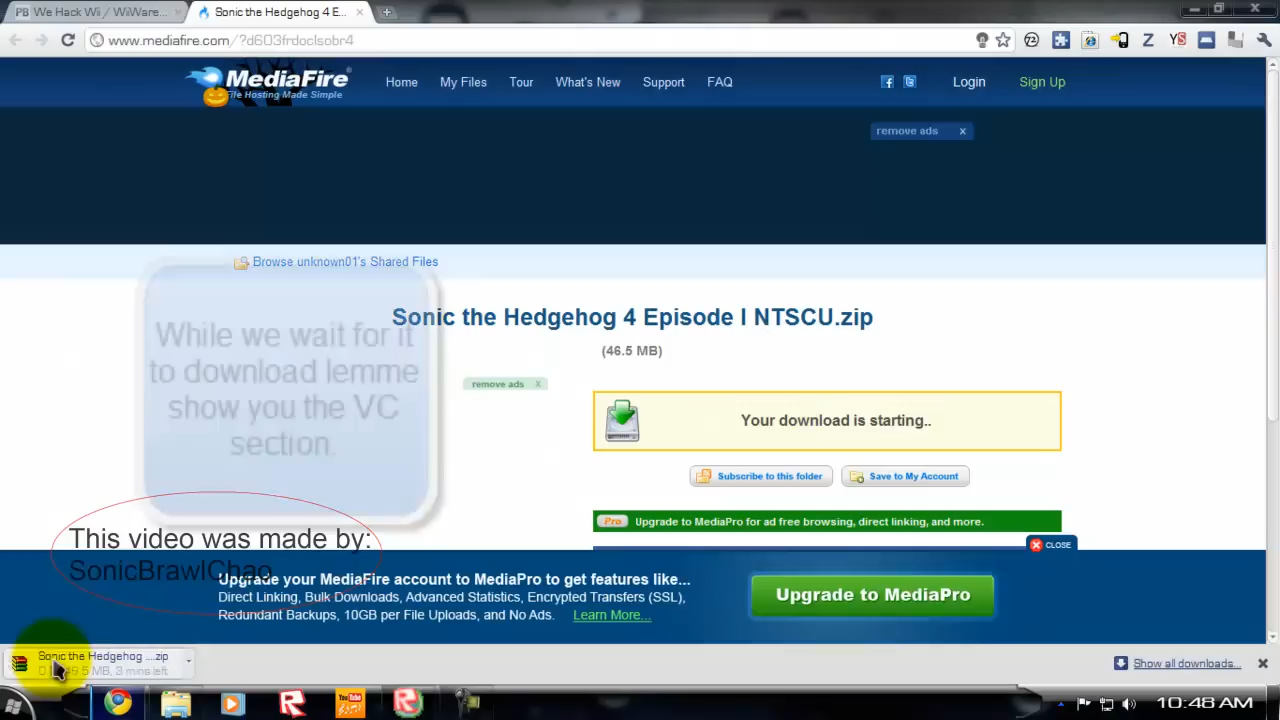 We Hack Wii / WiiWare...
Sonic the Hedgehog 4 E...
www.mediafire.com/?d603frdoclsobr4
MediaFire
File Hosting Made Simple
Home My Files Tour What's New Support FAQ Login Sign Up
remove ads x
Browse unknown01's Shared Files
While we wait for it
to download lemme
show you the VC
section.
Sonic the Hedgehog 4 Episode I NTSCU.zip
(46.5 MB)
remove ads x
Your download is starting..
Subscribe to this folder Save to My Account
Pro Upgrade to MediaPro for ad free browsing, direct linking, and more.
CLOSE
This video was made by:
SonicBrawlChao
Upgrade your MediaFire account to MediaPro to get features like...
Direct Linking, Bulk Downloads, Advanced Statistics, Encrypted Transfers (SSL),
Redundant Backups, 10GB per File Uploads, and No Ads. Learn More...
Upgrade to MediaPro
Sonic the Hedgehog ....zip
MB, 3 mins left
Show all downloads...
10:48 AM